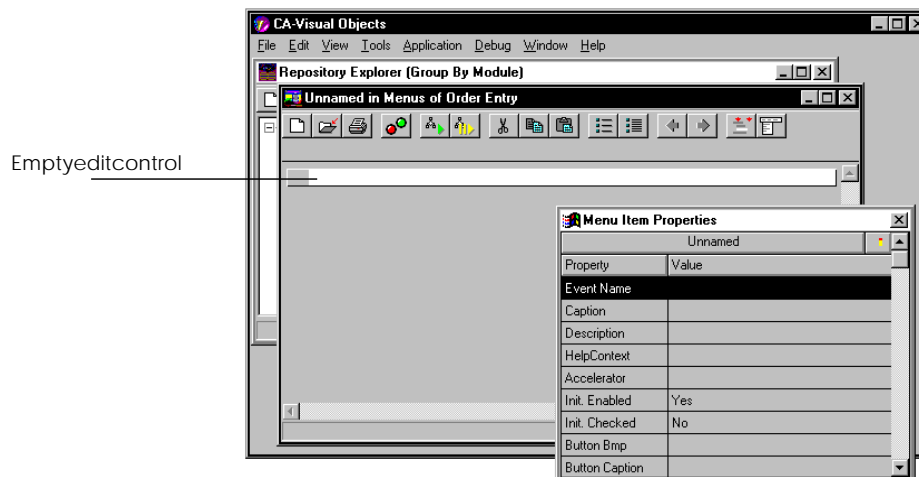 CA-Visual Objects
File Edit View Tools Application Debug Window Help
Repository Explorer (Group By Module)
Unnamed in Menus of Order Entry
Emptyeditcontrol
Menu Item Properties
Unnamed
Property Value
Event Name
Caption
Description
HelpContext
Accelerator
Init. Enabled Yes
Init. Checked No
Button Bmp
Button Caption